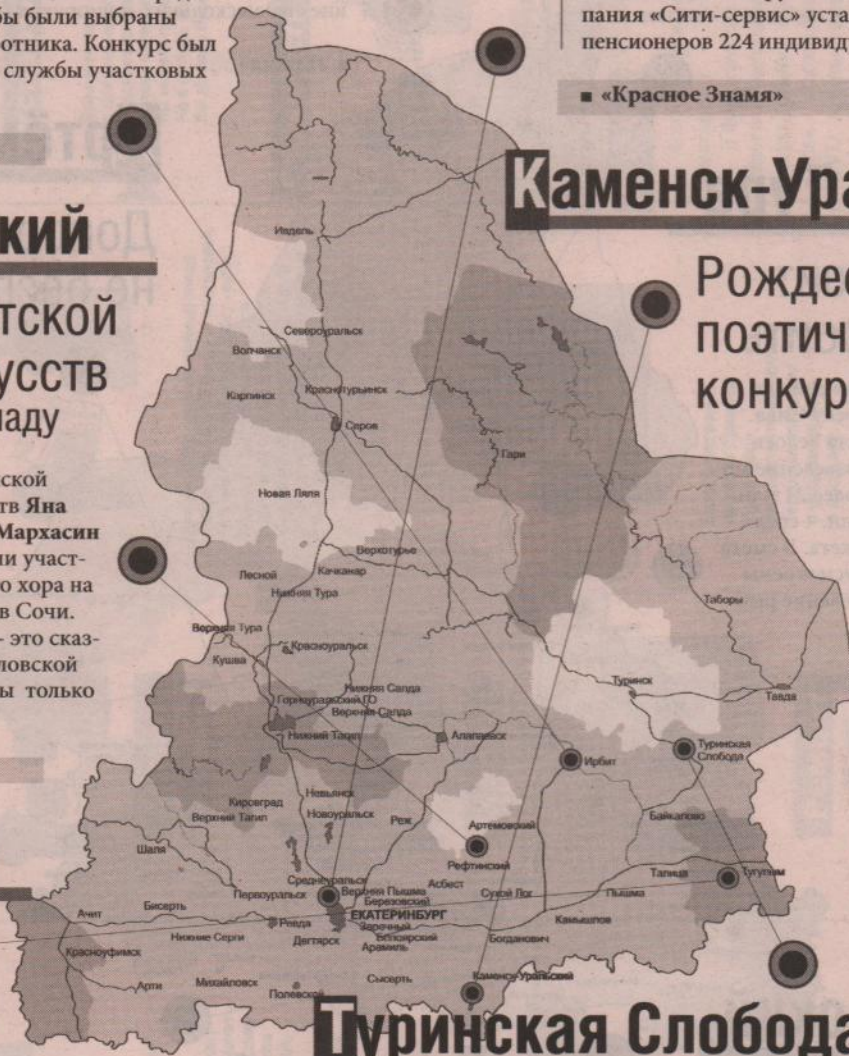 бы были выбраны
отника. Конкурс был
службы участковых
пания «Сити-сервис» уста
пенсионеров 224 индивид
■ «Красное Знамя»
Каменск-Ура
Рождес
поэтич
конкур
кий
тской
усств
ладу
ской
тв Яна
Мархасин
ии участ-
о хора на
в Сочи.
– это сказ-
ловской
ы только
Ивдель
Североуральск
Волчанск
Карпинск
Краснотурьинск
Серов
Гари
Новая Ляля
Верхотурье
Лесной
Качканар
Нижняя Тура
Таборы
Верхняя Тура
Красноуральск
Кушва
Туринск
Тавда
Нижняя Салда
Горноуральский ГО
Верхняя Салда
Нижний Тагил
Алапаевск
Туринская
Слобода
Ирбит
Невьянск
Кировград
Новоуральск
Верхний Тагил
Реж
Артемовский
Байкалово
Шаля
Рефтинский
Среднеуральск
Асбест
Талица
Тугулым
Первоуральск
Верхняя Пышма
Березовский
Сухой Лог
Пышма
Ачит
Бисерть
Ревда
ЕКАТЕРИНБУРГ
Заречный
Камышлов
Нижние Серги
Дегтярск
Белоярский
Арамиль
Богданович
Красноуфимск
Арти
Михайловск
Полевской
Сысерть
Каменск-Уральский
Туринская Слобода